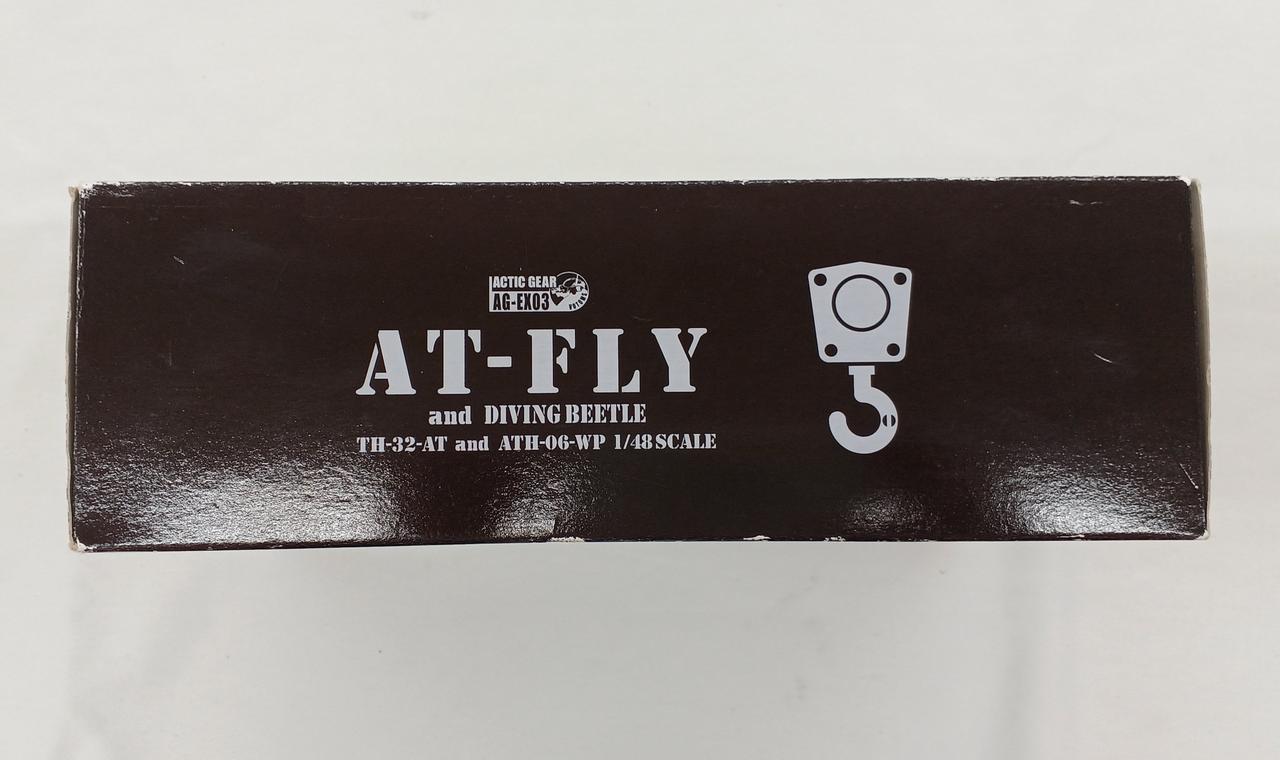 ACTIC GEAR
AG-EX03
AT-FLY
and DIVING BEETLE
TH-32-AT and ATH-06-WP 1/48 SCALE